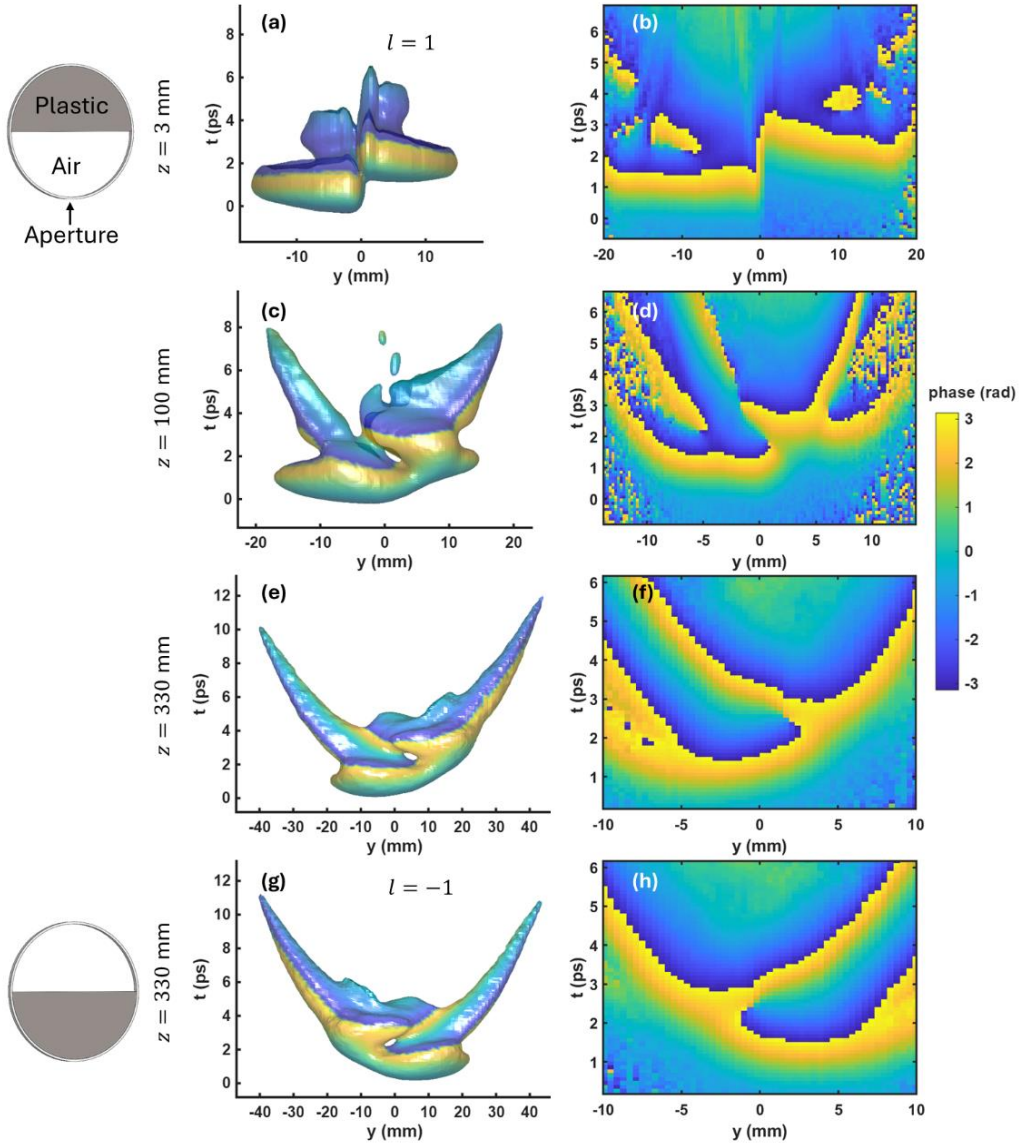 Plastic
Air
Aperture
z = 3 mm
(a)
l = 1
t (ps)
8
6
4
2
0
-10 0 10
y (mm)
(b)
t (ps)
6
5
4
3
2
1
0
-20 -10 0 10 20
y (mm)
z = 100 mm
(c)
t (ps)
8
6
4
2
0
-20 -10 0 10 20
y (mm)
(d)
t (ps)
6
5
4
3
2
1
0
-10 -5 0 5 10
y (mm)
phase (rad)
3
2
1
0
-1
-2
-3
z = 330 mm
(e)
t (ps)
12
10
8
6
4
2
0
-40 -30 -20 -10 0 10 20 30 40
y (mm)
(f)
t (ps)
6
5
4
3
2
1
-10 -5 0 5 10
y (mm)
z = 330 mm
(g)
l = −1
t (ps)
12
10
8
6
4
2
0
-40 -30 -20 -10 0 10 20 30 40
y (mm)
(h)
t (ps)
6
5
4
3
2
1
-10 -5 0 5 10
y (mm)